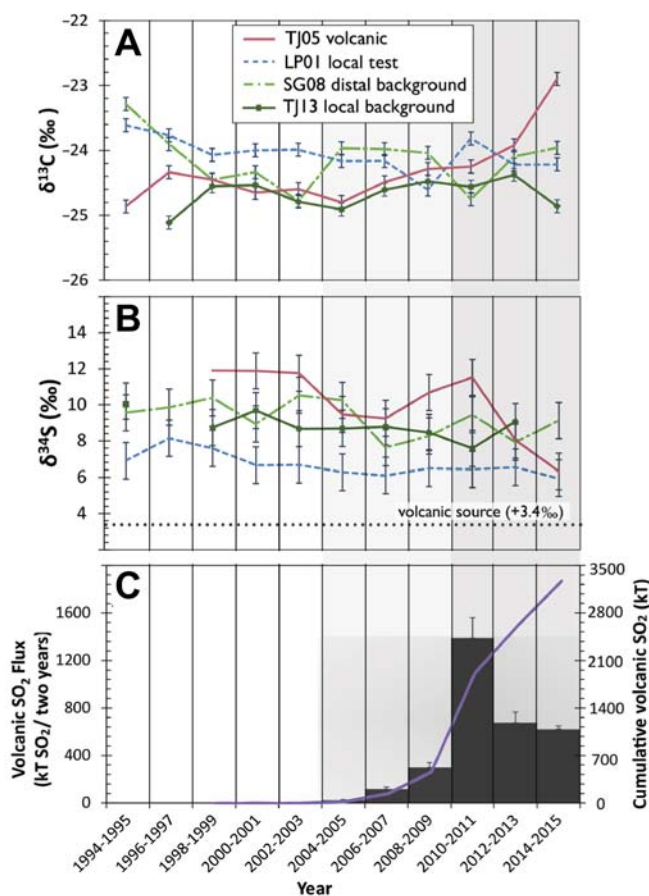 A
TJ05 volcanic
LP01 local test
SG08 distal background
TJ13 local background
δ¹³C (‰)
−22
−23
−24
−25
−26
B
δ³⁴S (‰)
16
14
12
10
8
6
4
volcanic source (+3.4‰)
C
Volcanic SO₂ Flux
(kT SO₂/ two years)
1600
1200
800
400
0
3500
2800
2100
1400
700
0
Cumulative volcanic SO₂ (kT)
1994-1995
1996-1997
1998-1999
2000-2001
2002-2003
2004-2005
2006-2007
2008-2009
2010-2011
2012-2013
2014-2015
Year